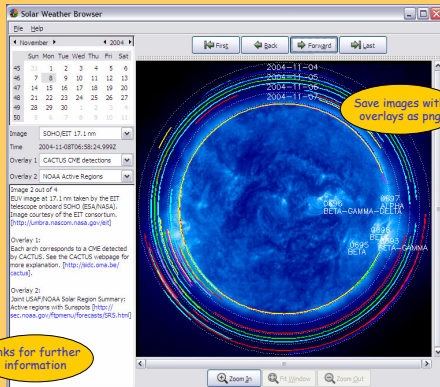 Solar Weather Browser
File Help
November 2004
Sun Mon Tue Wed Thu Fri Sat
45 31 1 2 3 4 5 6
46 7 8 9 10 11 12 13
47 14 15 16 17 18 19 20
48 21 22 23 24 25 26 27
49 28 29 30 1 2 3 4
50 5 6 7 8 9 10 11
First Back Forward Last
Image SOHO/EIT 17.1 nm
Time 2004-11-08T06:58:24.999Z
Overlay 1 CACTUS CME detections
Overlay 2 NOAA Active Regions
Image 2 out of 4
EUV image at 17.1 nm taken by the EIT
telescope onboard SOHO (ESA/NASA).
Image courtesy of the EIT consortium.
[http://umbra.nascom.nasa.gov/eit]
Overlay 1:
Each arch corresponds to a CME detected
by CACTUS. See the CACTUS webpage for
more explanation. [http://sidc.oma.be/
cactus].
Overlay 2:
Joint USAF/NOAA Solar Region Summary:
Active regions with Sunspots [http://
sec.noaa.gov/ftpmenu/forecasts/SRS.html]
nks for further
information
2004-11-04
2004-11-05
2004-11-06
2004-11-07
Save images wit
overlays as png
0696
BETA-GAMMA-DELTA
0697
ALPHA
0698
0695
BETA
0693
BETA-GAMMA
Zoom In Fit Window Zoom Out